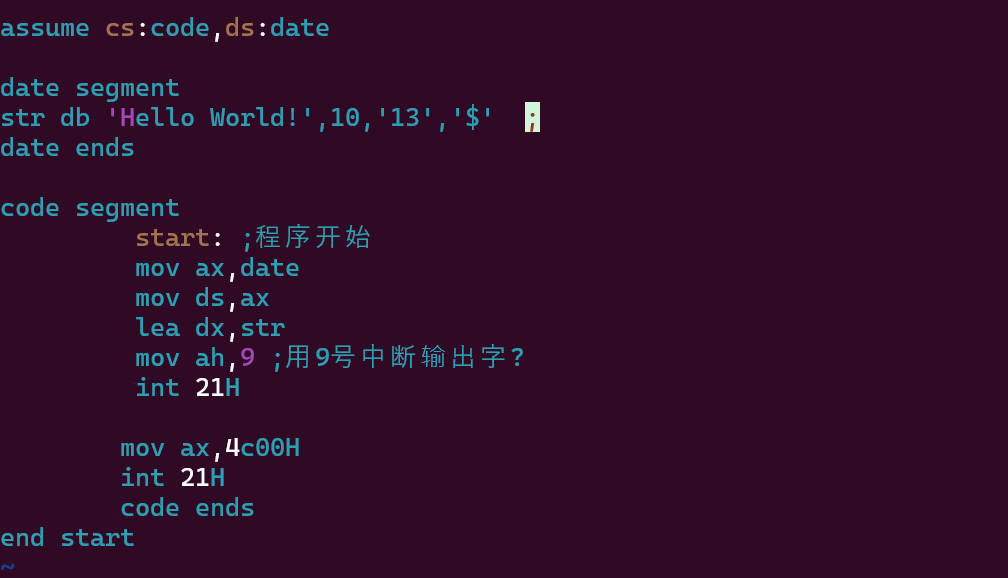 assume cs:code,ds:date
date segment
str db 'Hello World!',10,'13','$'  ;
date ends
code segment
start: ;程序开始
mov ax,date
mov ds,ax
lea dx,str
mov ah,9 ;用9号中断输出字?
int 21H
mov ax,4c00H
int 21H
code ends
end start
~